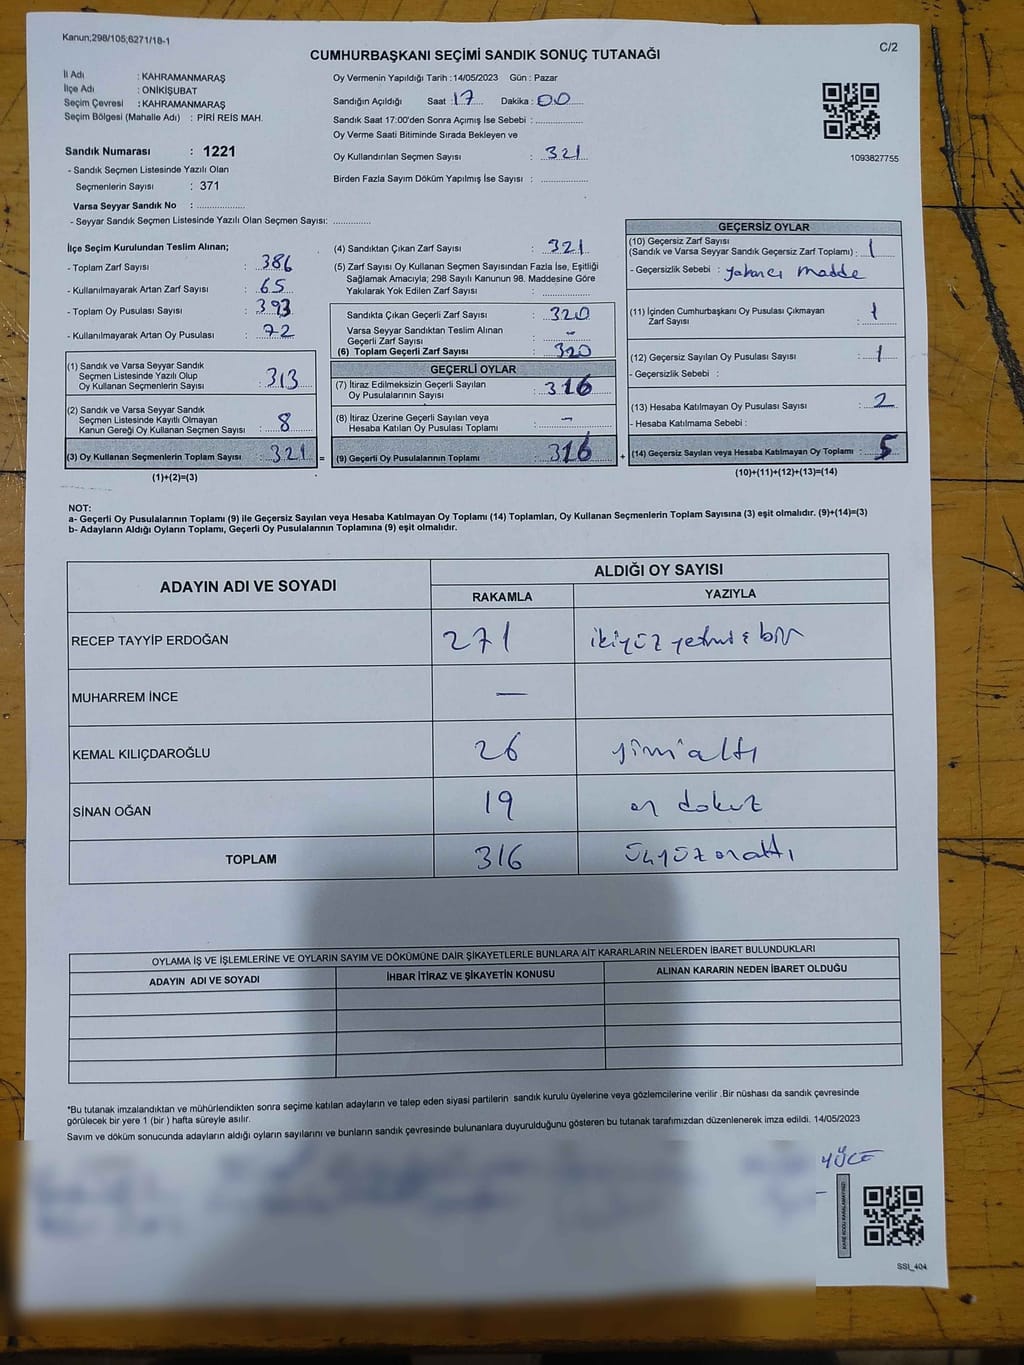 Kanun;298/105;6271/18-1
C/2
CUMHURBAŞKANI SEÇİMİ SANDIK SONUÇ TUTANAĞI
İl Adı : KAHRAMANMARAŞ
İlçe Adı : ONİKİŞUBAT
Seçim Çevresi : KAHRAMANMARAŞ
Seçim Bölgesi (Mahalle Adı) : PİRİ REİS MAH.
Sandık Numarası : 1221
- Sandık Seçmen Listesinde Yazılı Olan
Seçmenlerin Sayısı : 371
Varsa Seyyar Sandık No : ...................
- Seyyar Sandık Seçmen Listesinde Yazılı Olan Seçmen Sayısı: ...............
Oy Vermenin Yapıldığı Tarih : 14/05/2023 Gün : Pazar
Sandığın Açıldığı Saat : 17 Dakika : 00
Sandık Saat 17:00'den Sonra Açımış İse Sebebi : ...................
Oy Verme Saati Bitiminde Sırada Bekleyen ve
Oy Kullandırılan Seçmen Sayısı : 321
Birden Fazla Sayım Döküm Yapılmış İse Sayısı : ...................
1093827755
İlçe Seçim Kurulundan Teslim Alınan;
- Toplam Zarf Sayısı : 386
- Kullanılmayarak Artan Zarf Sayısı : 65
- Toplam Oy Pusulası Sayısı : 393
- Kullanılmayarak Artan Oy Pusulası : 72
(1) Sandık ve Varsa Seyyar Sandık
Seçmen Listesinde Yazılı Olup
Oy Kullanan Seçmenlerin Sayısı : 313
(2) Sandık ve Varsa Seyyar Sandık
Seçmen Listesinde Kayıtlı Olmayan
Kanun Gereği Oy Kullanan Seçmen Sayısı : 8
(3) Oy Kullanan Seçmenlerin Toplam Sayısı : 321 =
(1)+(2)=(3)
(4) Sandıktan Çıkan Zarf Sayısı : 321
(5) Zarf Sayısı Oy Kullanan Seçmen Sayısından Fazla İse, Eşitliği
Sağlamak Amacıyla; 298 Sayılı Kanunun 98. Maddesine Göre
Yakılarak Yok Edilen Zarf Sayısı : ...................
Sandıkta Çıkan Geçerli Zarf Sayısı : 320
Varsa Seyyar Sandıktan Teslim Alınan
Geçerli Zarf Sayısı : -
(6) Toplam Geçerli Zarf Sayısı : 320
GEÇERLİ OYLAR
(7) İtiraz Edilmeksizin Geçerli Sayılan
Oy Pusulalarının Sayısı : 316
(8) İtiraz Üzerine Geçerli Sayılan veya
Hesaba Katılan Oy Pusulaları Toplamı : -
(9) Geçerli Oy Pusulalarının Toplamı : 316 +
GEÇERSİZ OYLAR
(10) Geçersiz Zarf Sayısı
(Sandık ve Varsa Seyyar Sandık Geçersiz Zarf Toplamı) : 1
- Geçersizlik Sebebi : yabancı madde
(11) İçinden Cumhurbaşkanı Oy Pusulası Çıkmayan
Zarf Sayısı : 1
(12) Geçersiz Sayılan Oy Pusulası Sayısı : 1
- Geçersizlik Sebebi :
(13) Hesaba Katılmayan Oy Pusulası Sayısı : 2
- Hesaba Katılmama Sebebi :
(14) Geçersiz Sayılan veya Hesaba Katılmayan Oy Toplamı : 5
(10)+(11)+(12)+(13)=(14)
NOT:
a- Geçerli Oy Pusulalarının Toplamı (9) ile Geçersiz Sayılan veya Hesaba Katılmayan Oy Toplamı (14) Toplamları, Oy Kullanan Seçmenlerin Toplam Sayısına (3) eşit olmalıdır. (9)+(14)=(3)
b- Adayların Aldığı Oyların Toplamı, Geçerli Oy Pusulalarının Toplamına (9) eşit olmalıdır.
ADAYIN ADI VE SOYADI ALDIĞI OY SAYISI
RAKAMLA YAZIYLA
RECEP TAYYİP ERDOĞAN 271 ikiyüz yetmiş bir
MUHARREM İNCE —
KEMAL KILIÇDAROĞLU 26 yirmi altı
SİNAN OĞAN 19 on dokuz
TOPLAM 316 üçyüz onaltı
OYLAMA İŞ VE İŞLEMLERİNE VE OYLARIN SAYIM VE DÖKÜMÜNE DAİR ŞİKAYETLERLE BUNLARA AİT KARARLARIN NELERDEN İBARET BULUNDUKLARI
ADAYIN ADI VE SOYADI İHBAR İTİRAZ VE ŞİKAYETİN KONUSU ALINAN KARARIN NEDEN İBARET OLDUĞU
*Bu tutanak imzalandıktan ve mühürlendikten sonra seçime katılan adayların ve talep eden siyasi partilerin sandık kurulu üyelerine veya gözlemcilerine verilir .Bir nüshası da sandık çevresinde
görülecek bir yere 1 (bir ) hafta süreyle asılır.
Sayım ve döküm sonucunda adayların aldığı oyların sayılarını ve bunların sandık çevresinde bulunanlara duyurulduğunu gösteren bu tutanak tarafımızdan düzenlenerek imza edildi. 14/05/2023
YÜCE
SSI_404